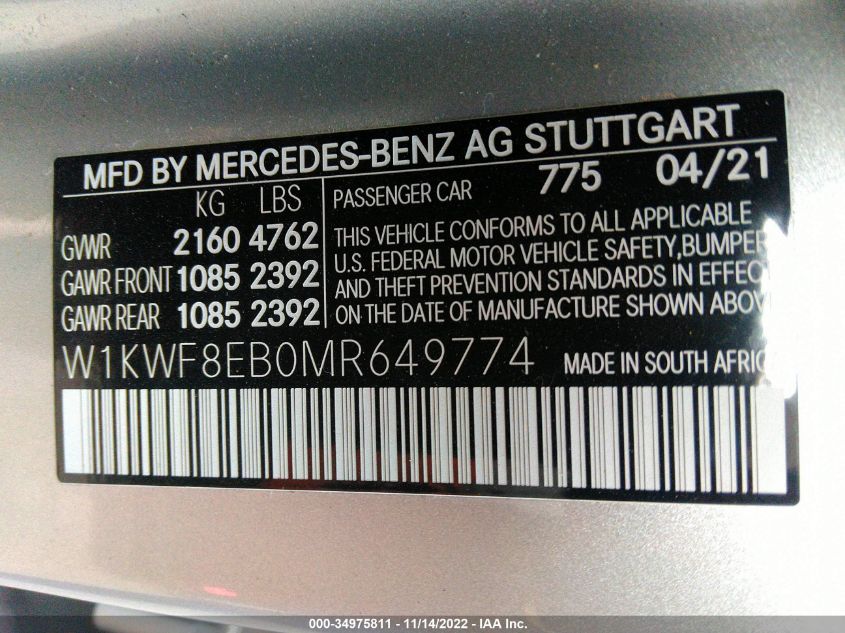 MFD BY MERCEDES-BENZ AG STUTTGART
KG LBS PASSENGER CAR 775 04/21
GVWR 2160 4762
GAWR FRONT 1085 2392
GAWR REAR 1085 2392
THIS VEHICLE CONFORMS TO ALL APPLICABLE
U.S. FEDERAL MOTOR VEHICLE SAFETY, BUMPER
AND THEFT PREVENTION STANDARDS IN EFFEC
ON THE DATE OF MANUFACTURE SHOWN ABOV
W1KWF8EB0MR649774 MADE IN SOUTH AFRIC
000-34975811 - 11/14/2022 - IAA Inc.